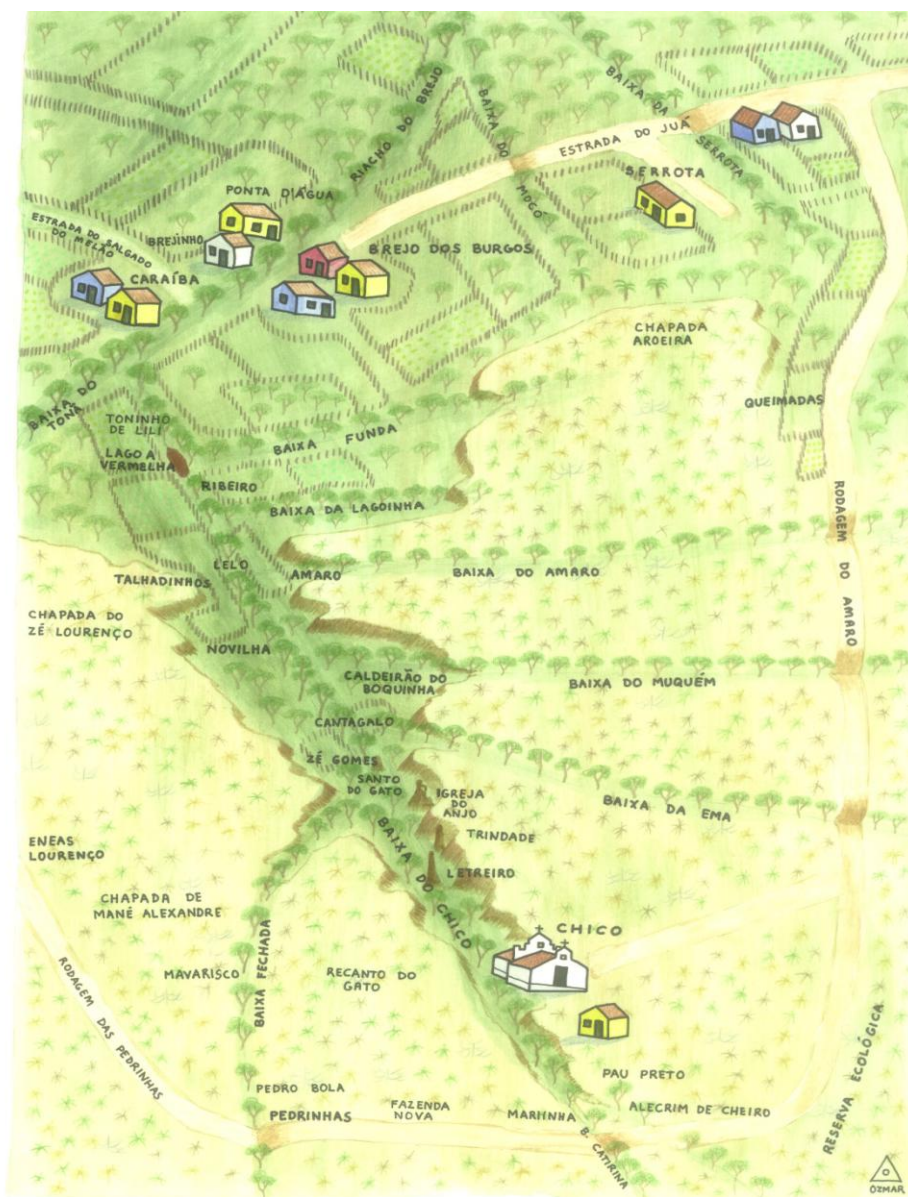 RIACHO DO BREJO
BAIXA DO MOCÓ
BAIXA DA SERROTA
ESTRADA DO JUÁ
SERROTA
PONTA D'ÁGUA
BREJINHO
BREJO DOS BURGOS
ESTRADA DO SALGADO
DO MELÃO
CARAÍBA
CHAPADA
AROEIRA
QUEIMADAS
BAIXA DO
TONÃ
TONINHO
DE LILI
LAGOA
VERMELHA
BAIXA FUNDA
RIBEIRO
BAIXA DA LAGOINHA
RODAGEM DO AMARO
LELO
TALHADINHOS
AMARO
BAIXA DO AMARO
CHAPADA DO
ZÉ LOURENÇO
NOVILHA
CALDEIRÃO DO
BOQUINHA
BAIXA DO MUQUÉM
CANTAGALO
ZÉ GOMES
SANTO
DO GATO
IGREJA
DO
ANJO
BAIXA DA EMA
TRINDADE
LETREIRO
BAIXA DO CHICO
ENEAS
LOURENÇO
CHAPADA DE
MANÉ ALEXANDRE
CHICO
MAVARISCO
BAIXA FECHADA
RECANTO DO
GATO
RODAGEM DAS PEDRINHAS
RESERVA ECOLÓGICA
PAU PRETO
PEDRO BOLA
PEDRINHAS
FAZENDA
NOVA
MARIINHA
ALECRIM DE CHEIRO
B. CATIRINA
OZMAR